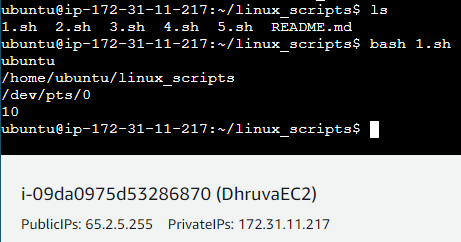 ubuntu@ip-172-31-11-217:~/linux_scripts$ ls
1.sh  2.sh  3.sh  4.sh  5.sh  README.md
ubuntu@ip-172-31-11-217:~/linux_scripts$ bash 1.sh
ubuntu
/home/ubuntu/linux_scripts
/dev/pts/0
10
ubuntu@ip-172-31-11-217:~/linux_scripts$
i-09da0975d53286870 (DhruvaEC2)
PublicIPs: 65.2.5.255    PrivateIPs: 172.31.11.217